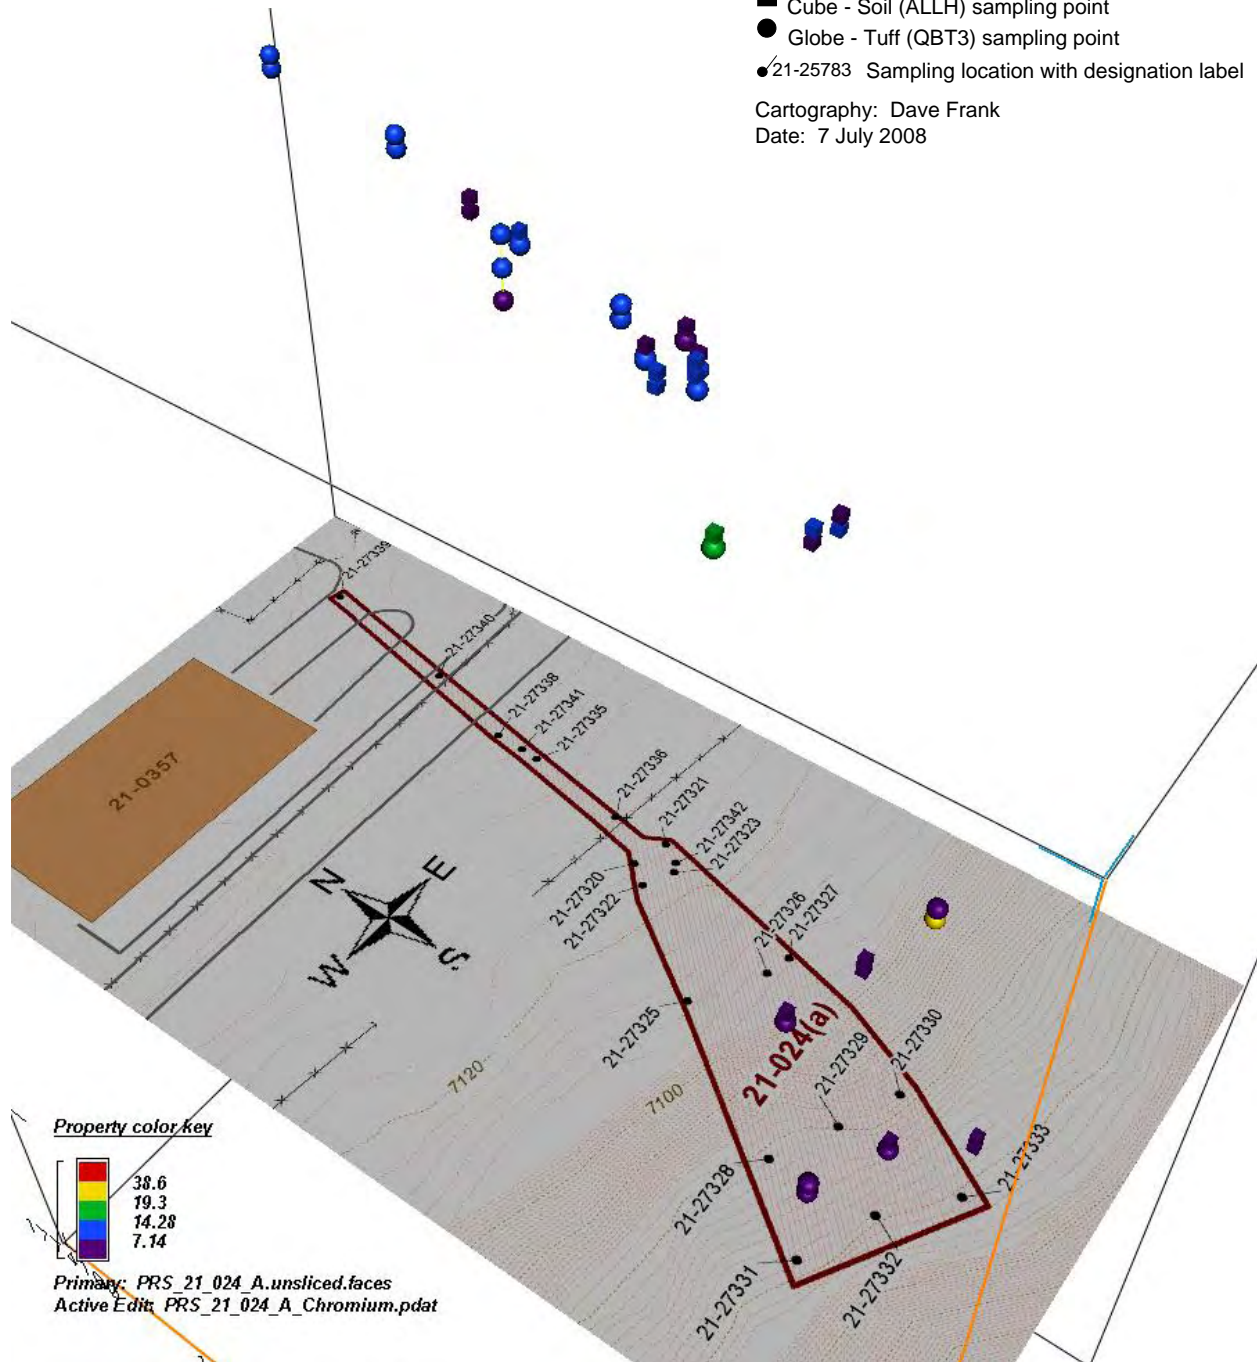 Cube - Soil (ALLH) sampling point
Globe - Tuff (QBT3) sampling point
21-25783 Sampling location with designation label
Cartography: Dave Frank
Date: 7 July 2008
21-27339
21-27340
21-27338
21-27341
21-27335
21-0357
21-27336
21-27321
21-27342
21-27323
N
E
W
S
21-27320
21-27322
21-27326
21-27327
21-27325
21-024(a)
21-27329
21-27330
7120
7100
21-27328
21-27333
21-27331
21-27332
Property color key
38.6
19.3
14.28
7.14
Primary: PRS_21_024_A.unsliced.faces
Active Edit: PRS_21_024_A_Chromium.pdat